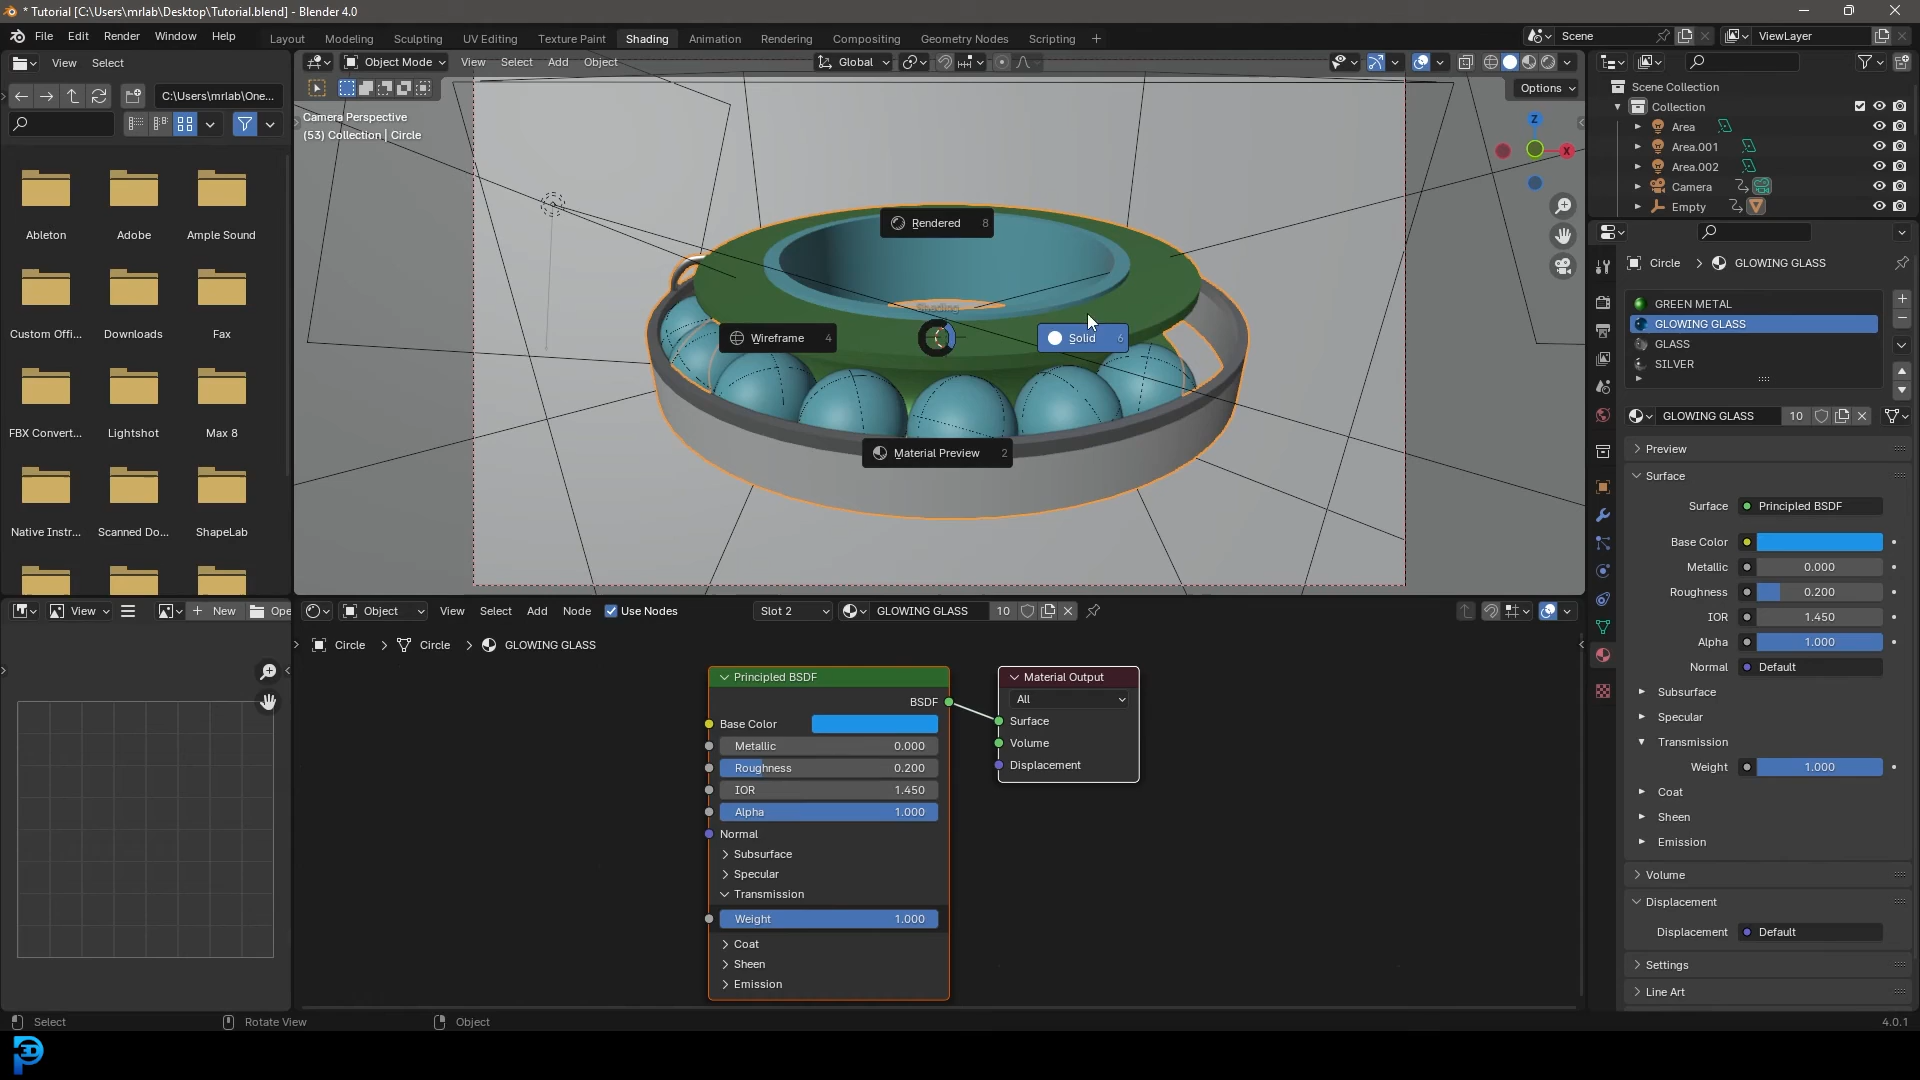 * Tutorial [C:\Users\mrlab\Desktop\Tutorial.blend] - Blender 4.0
File Edit Render Window Help
Layout Modeling Sculpting UV Editing Texture Paint Shading Animation Rendering Compositing Geometry Nodes Scripting +
Scene
ViewLayer
View Select
C:\Users\mrlab\One...
Ableton Adobe Ample Sound
Custom Offi... Downloads Fax
FBX Convert... Lightshot Max 8
Native Instr... Scanned Do... ShapeLab
Object Mode View Select Add Object
Global
Options
Camera Perspective
(53) Collection | Circle
Z
X
Rendered 8
Shading
Wireframe 4
Solid 6
Material Preview 2
Scene Collection
Collection
Area
Area.001
Area.002
Camera
Empty
Circle > GLOWING GLASS
GREEN METAL
GLOWING GLASS
GLASS
SILVER
GLOWING GLASS 10
Preview
Surface
Surface Principled BSDF
Base Color
Metallic 0.000
Roughness 0.200
IOR 1.450
Alpha 1.000
Normal Default
Subsurface
Specular
Transmission
Weight 1.000
Coat
Sheen
Emission
Volume
Displacement
Displacement Default
Settings
Line Art
View + New Ope
Object View Select Add Node Use Nodes Slot 2 GLOWING GLASS 10
Circle > Circle > GLOWING GLASS
Principled BSDF
BSDF
Base Color
Metallic 0.000
Roughness 0.200
IOR 1.450
Alpha 1.000
Normal
Subsurface
Specular
Transmission
Weight 1.000
Coat
Sheen
Emission
Material Output
All
Surface
Volume
Displacement
Select Rotate View Object
4.0.1